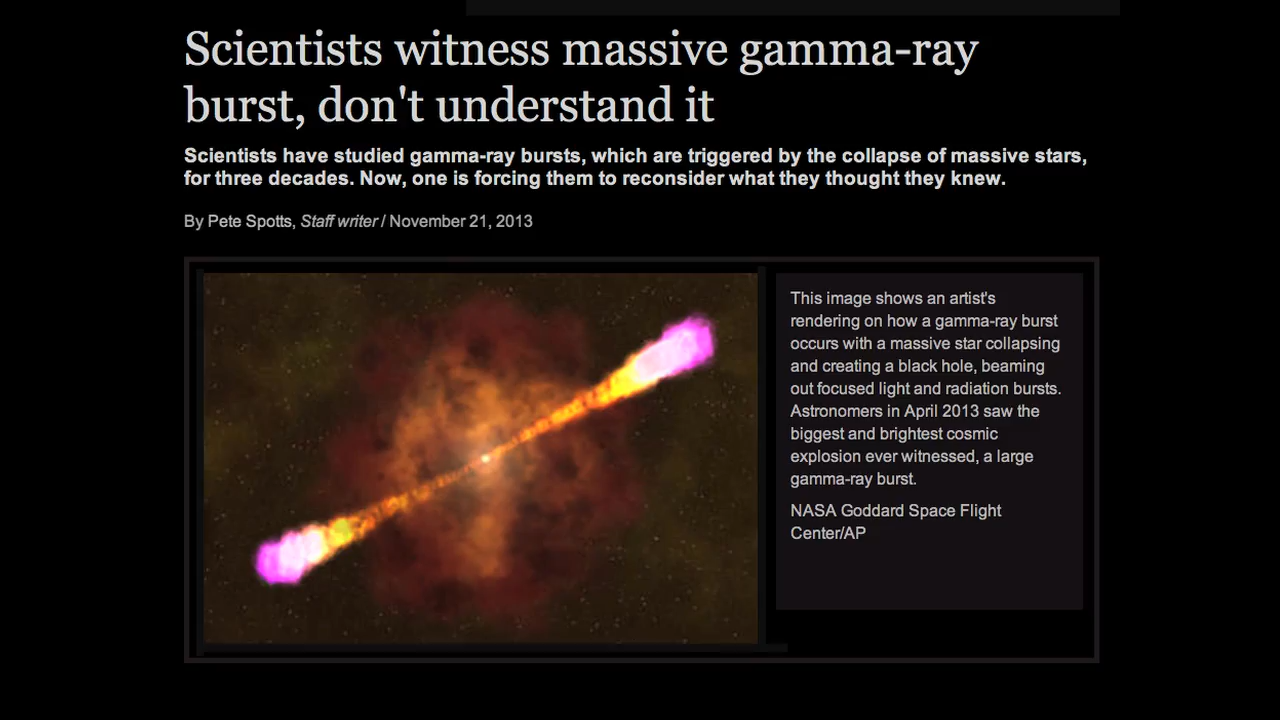 Scientists witness massive gamma-ray
burst, don't understand it
Scientists have studied gamma-ray bursts, which are triggered by the collapse of massive stars,
for three decades. Now, one is forcing them to reconsider what they thought they knew.
By Pete Spotts, Staff writer / November 21, 2013
This image shows an artist's
rendering on how a gamma-ray burst
occurs with a massive star collapsing
and creating a black hole, beaming
out focused light and radiation bursts.
Astronomers in April 2013 saw the
biggest and brightest cosmic
explosion ever witnessed, a large
gamma-ray burst.
NASA Goddard Space Flight
Center/AP